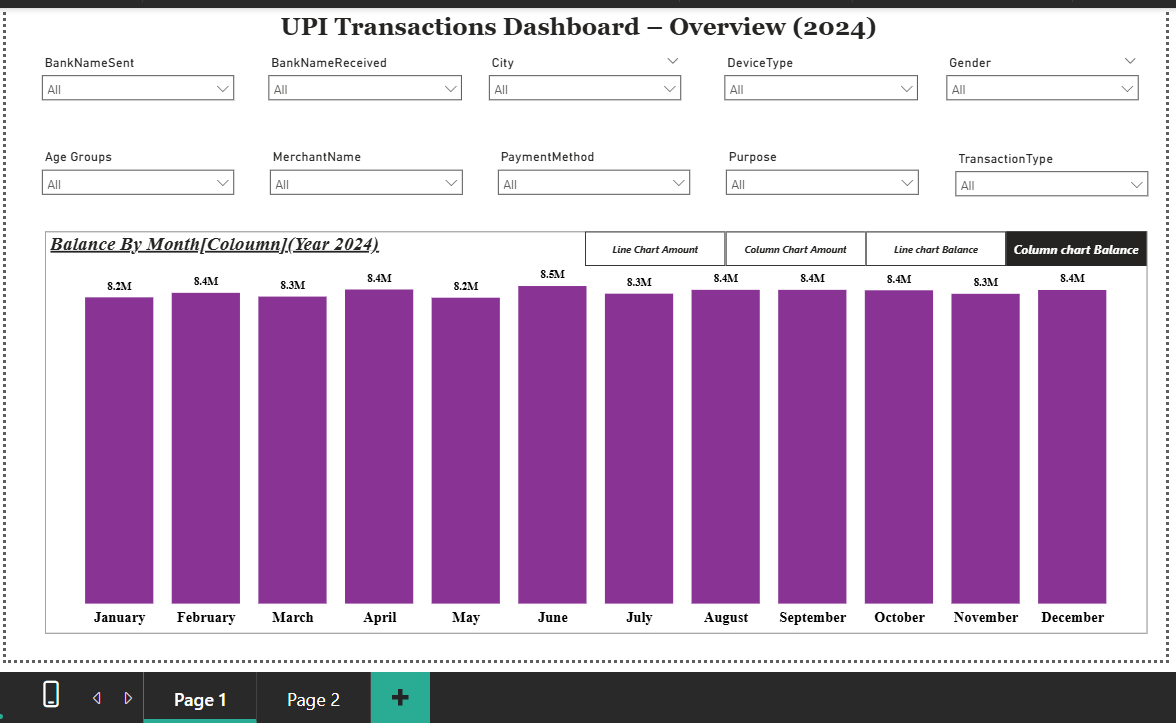 UPI Transactions Dashboard – Overview (2024)
BankNameSent BankNameReceived City DeviceType Gender
All All All All All
Age Groups MerchantName PaymentMethod Purpose TransactionType
All All All All All
Balance By Month[Coloumn](Year 2024) Line Chart Amount Column Chart Amount Line chart Balance Column chart Balance
8.2M 8.4M 8.3M 8.4M 8.2M 8.5M 8.3M 8.4M 8.4M 8.4M 8.3M 8.4M
January February March April May June July August September October November December
Page 1 Page 2 +